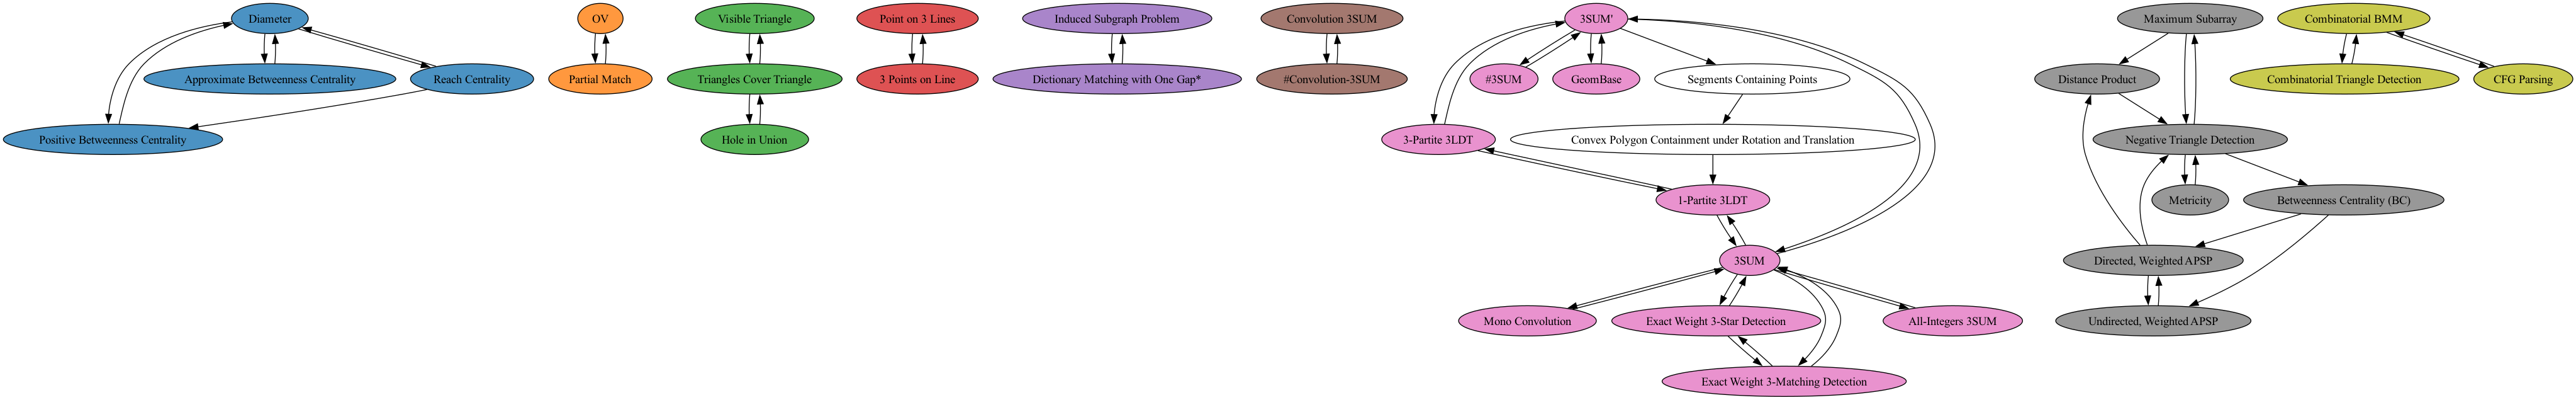 Diameter
OV
Visible Triangle
Point on 3 Lines
Induced Subgraph Problem
Convolution 3SUM
3SUM'
Maximum Subarray
Combinatorial BMM
Approximate Betweenness Centrality
Reach Centrality
Partial Match
Triangles Cover Triangle
3 Points on Line
Dictionary Matching with One Gap*
#Convolution-3SUM
#3SUM
GeomBase
Segments Containing Points
Distance Product
Combinatorial Triangle Detection
CFG Parsing
Positive Betweenness Centrality
Hole in Union
3-Partite 3LDT
Convex Polygon Containment under Rotation and Translation
Negative Triangle Detection
1-Partite 3LDT
Metricity
Betweenness Centrality (BC)
3SUM
Directed, Weighted APSP
Mono Convolution
Exact Weight 3-Star Detection
All-Integers 3SUM
Undirected, Weighted APSP
Exact Weight 3-Matching Detection